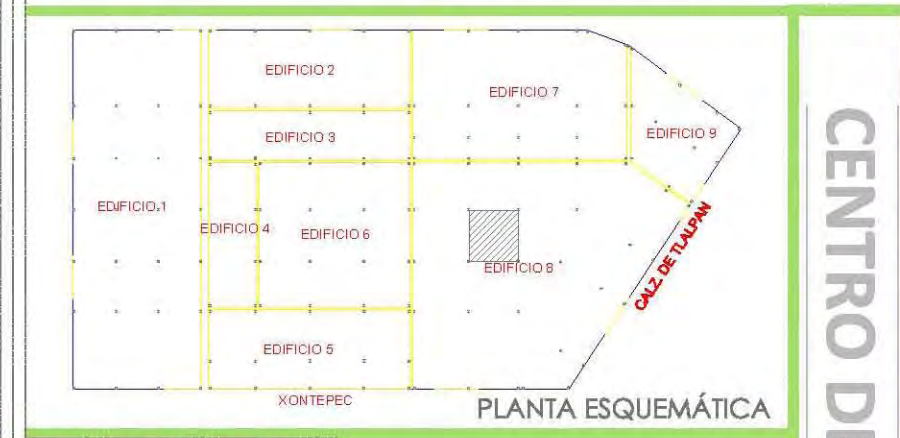 EDIFICIO 2
EDIFICIO 7
EDIFICIO 3
EDIFICIO 9
EDIFICIO 1
EDIFICIO 4
EDIFICIO 6
CALZ. DE TLALPAN
EDIFICIO 8
EDIFICIO 5
XONTEPEC
PLANTA ESQUEMÁTICA
CENTRO